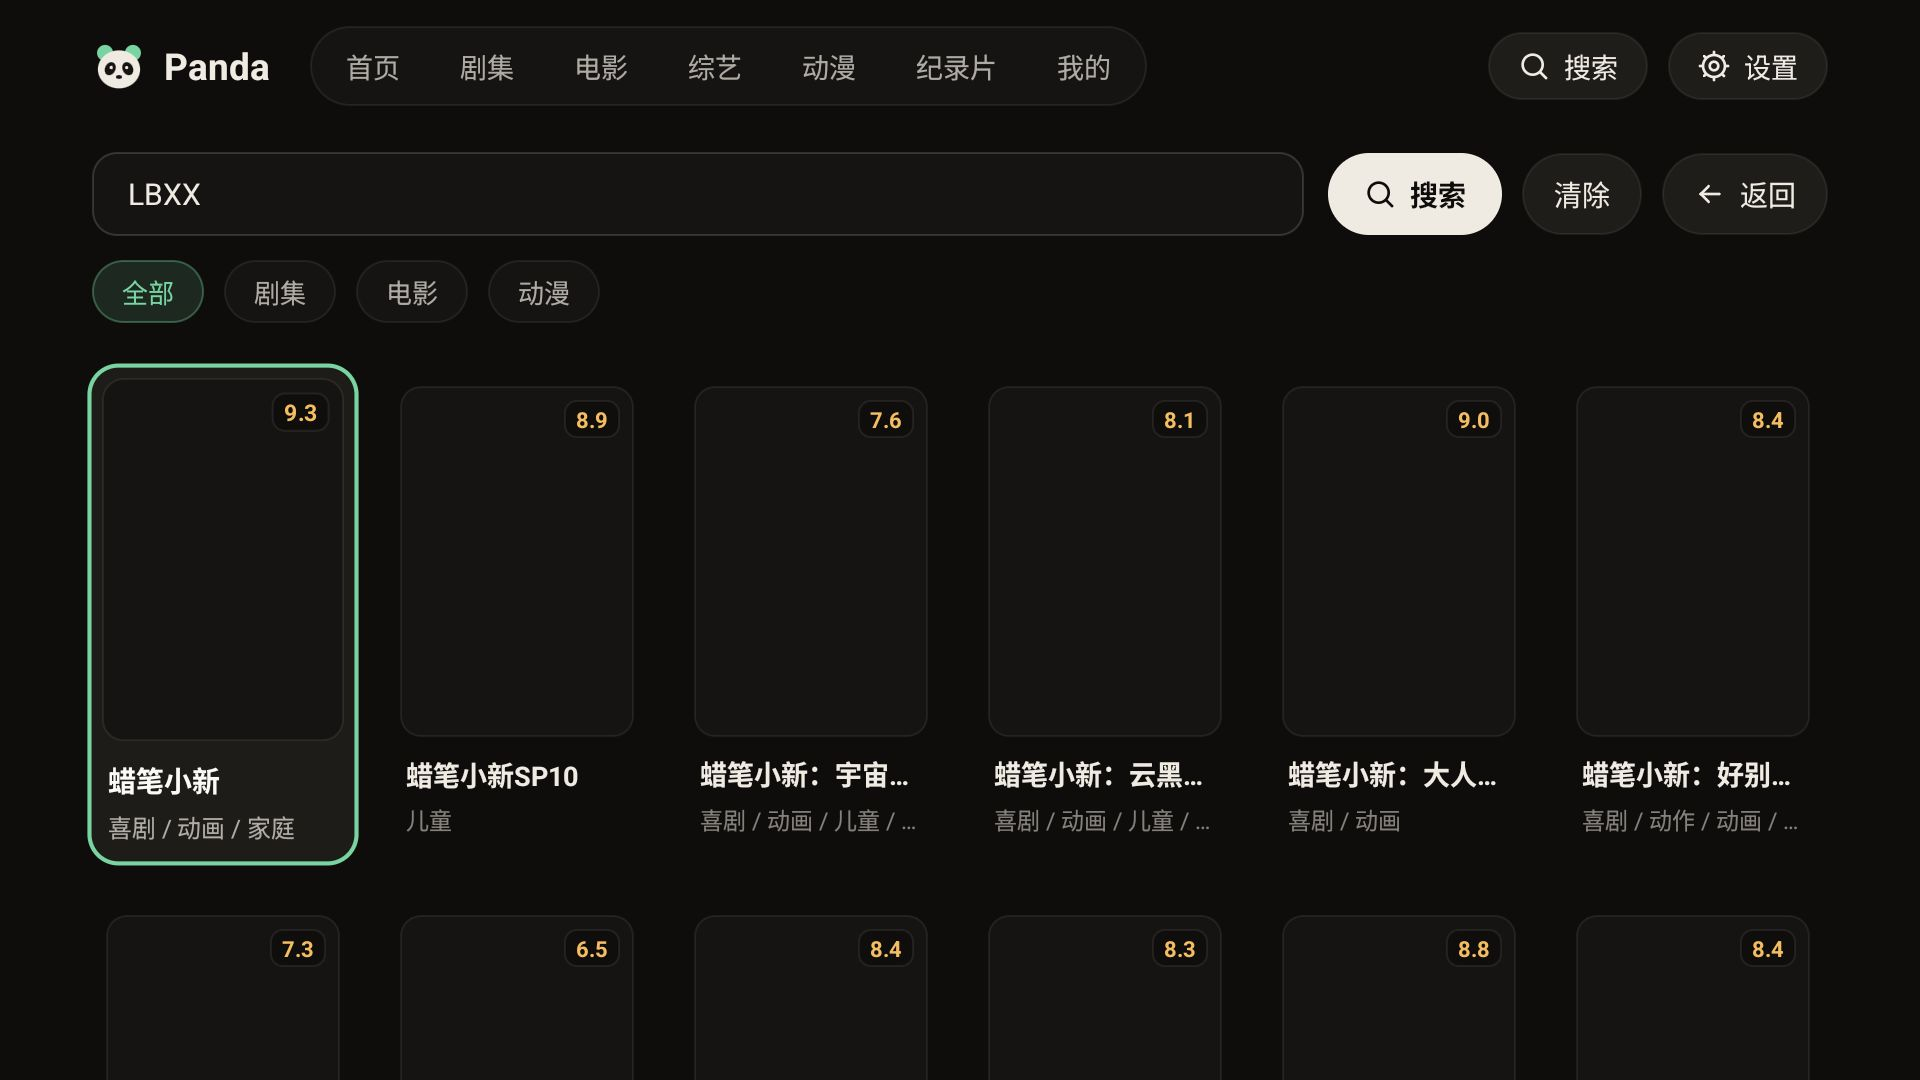 Panda
首页 剧集 电影 综艺 动漫 纪录片 我的
搜索 设置
LBXX
搜索 清除 返回
全部 剧集 电影 动漫
9.3 8.9 7.6 8.1 9.0 8.4
蜡笔小新 蜡笔小新SP10 蜡笔小新：宇宙... 蜡笔小新：云黑... 蜡笔小新：大人... 蜡笔小新：好别...
喜剧 / 动画 / 家庭 儿童 喜剧 / 动画 / 儿童 / ... 喜剧 / 动画 / 儿童 / ... 喜剧 / 动画 喜剧 / 动作 / 动画 / ...
7.3 6.5 8.4 8.3 8.8 8.4